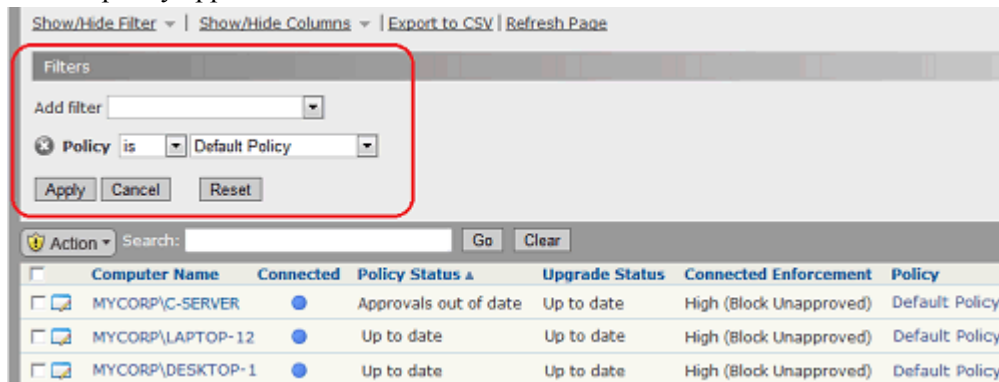 Show/Hide Filter | Show/Hide Columns | Export to CSV | Refresh Page
Filters
Add filter
Policy is Default Policy
Apply Cancel Reset
Action Search: Go Clear
Computer Name Connected Policy Status Upgrade Status Connected Enforcement Policy
MYCORP\C-SERVER Approvals out of date Up to date High (Block Unapproved) Default Policy
MYCORP\LAPTOP-12 Up to date Up to date High (Block Unapproved) Default Policy
MYCORP\DESKTOP-1 Up to date Up to date High (Block Unapproved) Default Policy